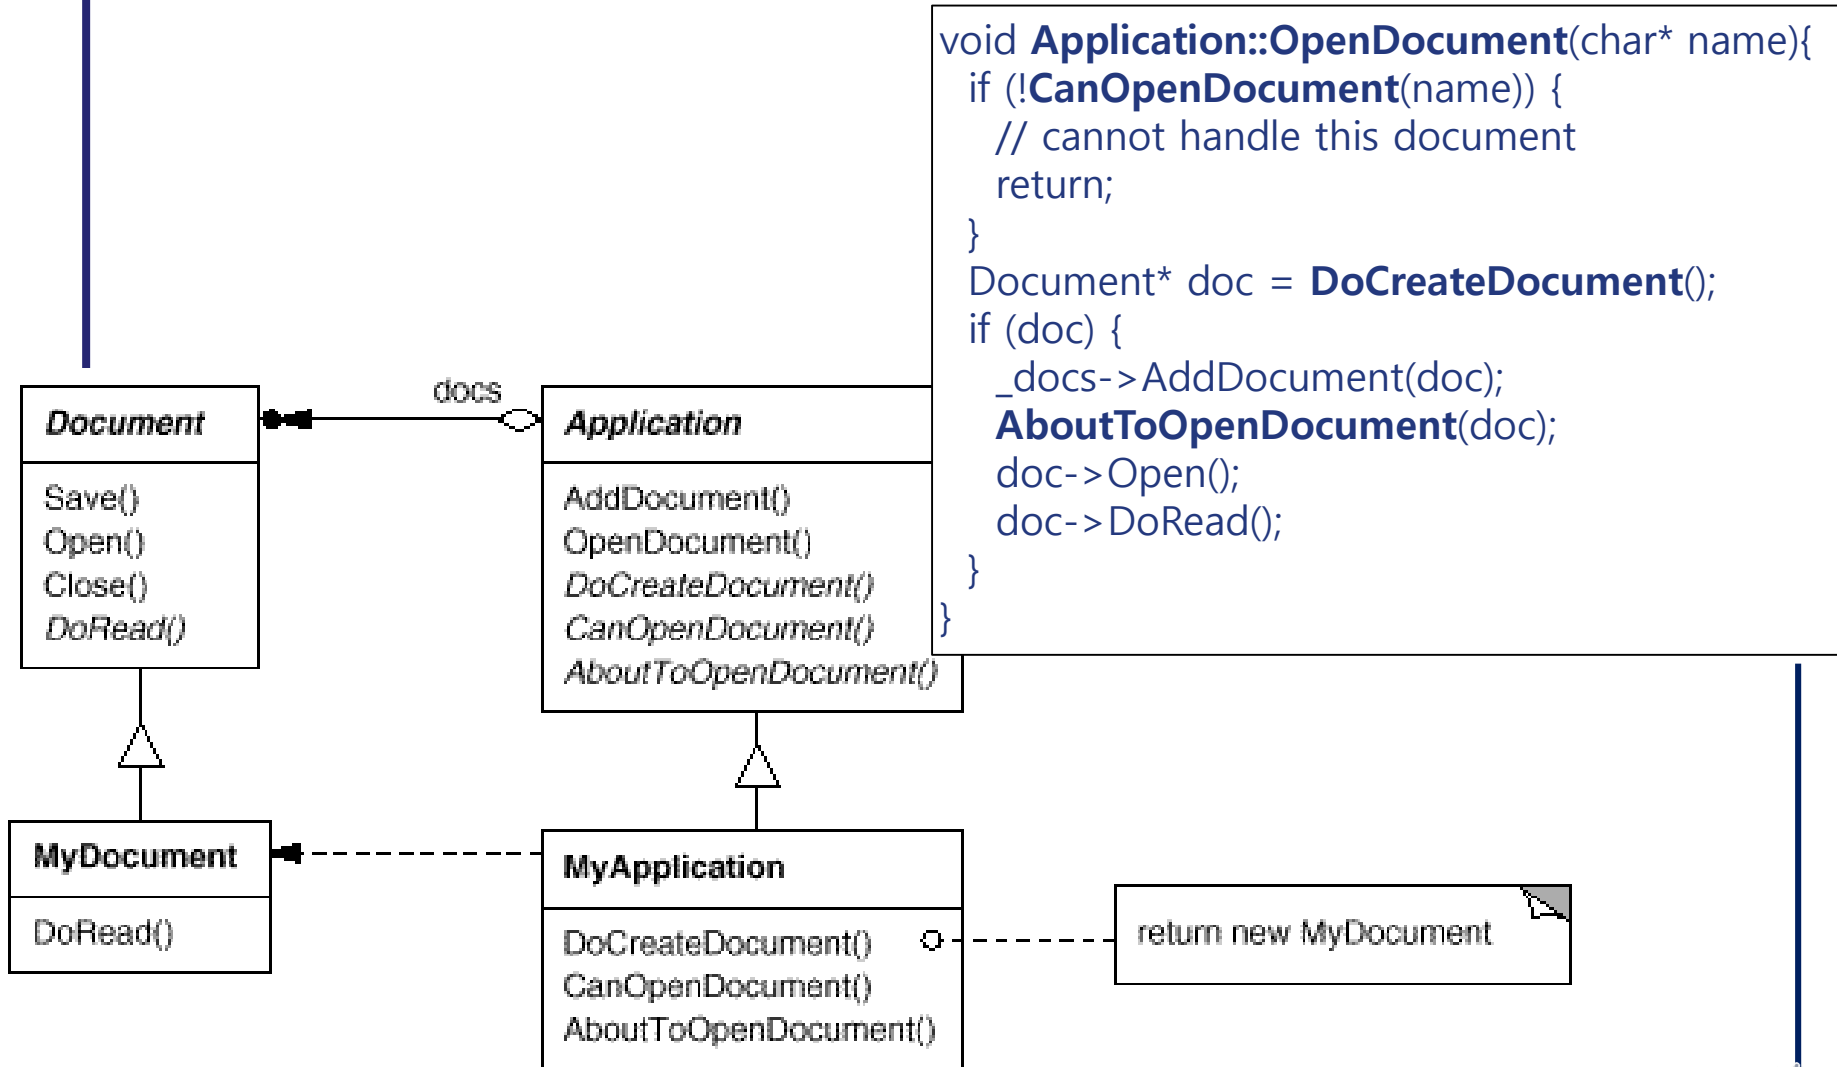 void Application::OpenDocument(char* name){
if (!CanOpenDocument(name)) {
// cannot handle this document
return;
}
Document* doc = DoCreateDocument();
if (doc) {
_docs->AddDocument(doc);
AboutToOpenDocument(doc);
doc->Open();
doc->DoRead();
}
}
docs
Document
Save()
Open()
Close()
DoRead()
Application
AddDocument()
OpenDocument()
DoCreateDocument()
CanOpenDocument()
AboutToOpenDocument()
MyDocument
DoRead()
MyApplication
DoCreateDocument()
CanOpenDocument()
AboutToOpenDocument()
return new MyDocument